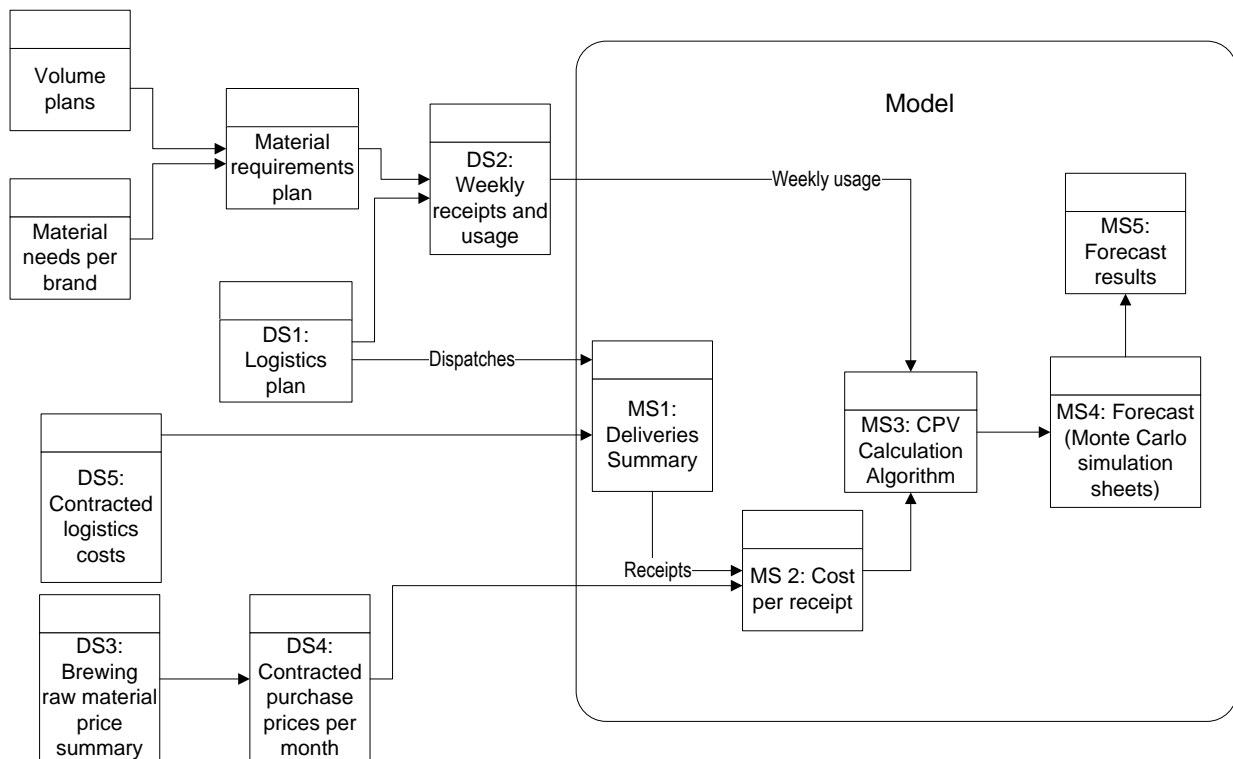 Volume
plans
Material
needs per
brand
Material
requirements
plan
DS2:
Weekly
receipts and
usage
DS1:
Logistics
plan
DS5:
Contracted
logistics
costs
DS3:
Brewing
raw material
price
summary
DS4:
Contracted
purchase
prices per
month
Model
Weekly usage
Dispatches
MS1:
Deliveries
Summary
Receipts
MS 2: Cost
per receipt
MS3: CPV
Calculation
Algorithm
MS4: Forecast
(Monte Carlo
simulation
sheets)
MS5:
Forecast
results